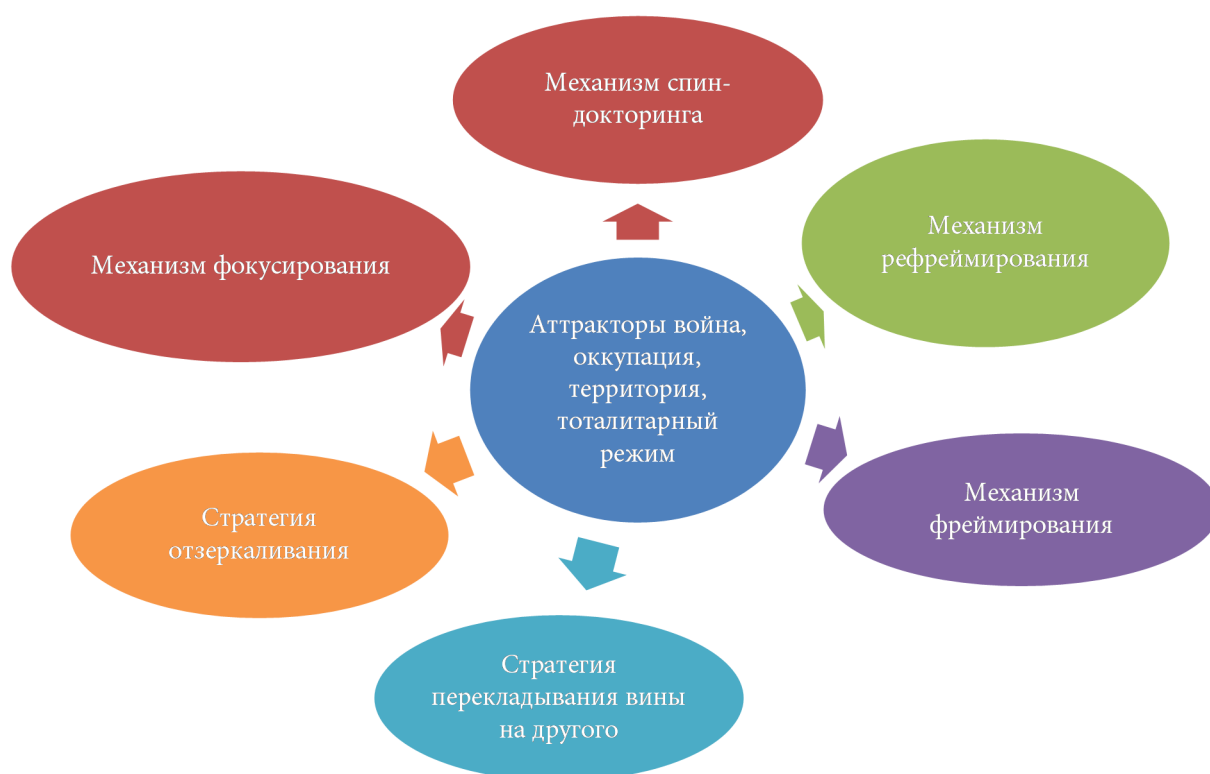 Механизм спин-
докторинга
Механизм
рефреймирования
Механизм фокусирования
Аттракторы война,
оккупация,
территория,
тоталитарный
режим
Механизм
фреймирования
Стратегия
отзеркаливания
Стратегия
перекладывания вины
на другого